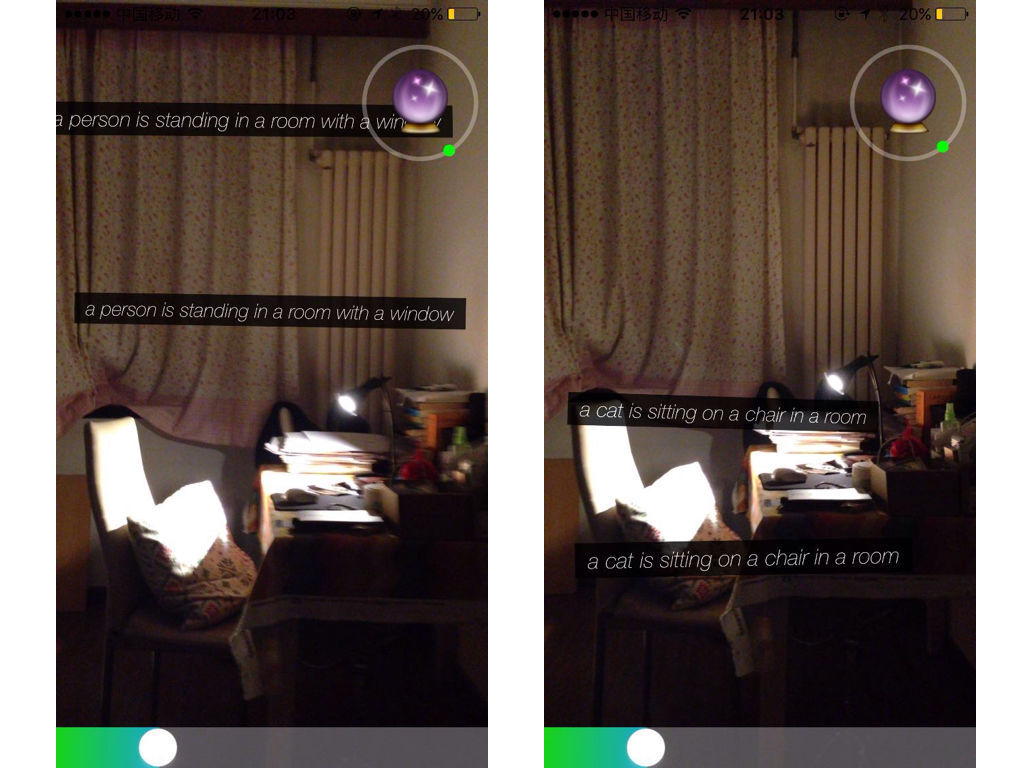 中国移动 21:03 20%
a person is standing in a room with a window
a person is standing in a room with a window
中国移动 21:03 20%
a cat is sitting on a chair in a room
a cat is sitting on a chair in a room